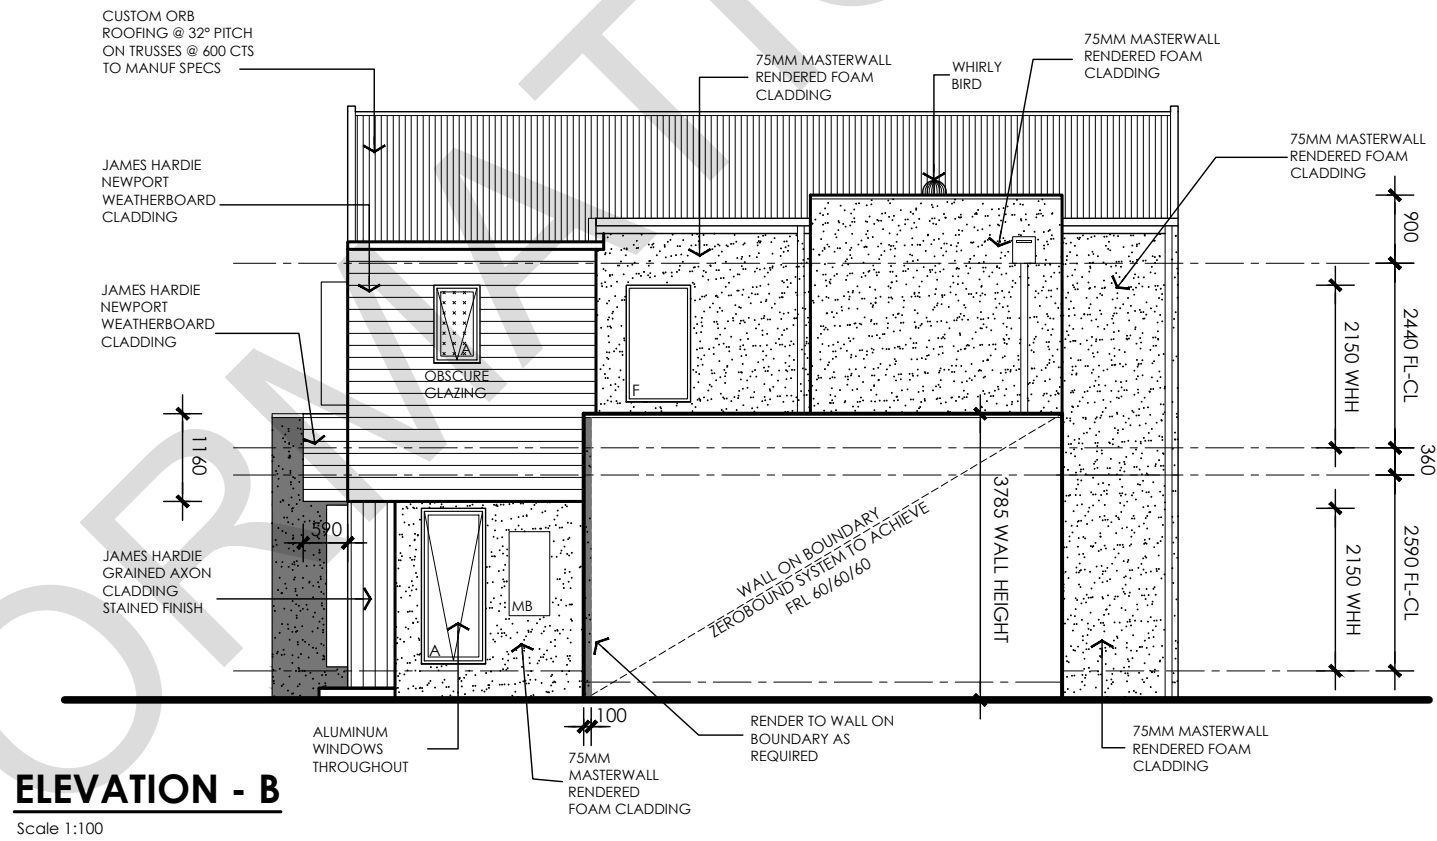 CUSTOM ORB
ROOFING @ 32° PITCH
ON TRUSSES @ 600 CTS
TO MANUF SPECS
75MM MASTERWALL
RENDERED FOAM
CLADDING
WHIRLY
BIRD
75MM MASTERWALL
RENDERED FOAM
CLADDING
75MM MASTERWALL
RENDERED FOAM
CLADDING
JAMES HARDIE
NEWPORT
WEATHERBOARD
CLADDING
JAMES HARDIE
NEWPORT
WEATHERBOARD
CLADDING
A
OBSCURE
GLAZING
F
900
2440 FL-CL
2150 WHH
360
2590 FL-CL
2150 WHH
1160
590
JAMES HARDIE
GRAINED AXON
CLADDING
STAINED FINISH
A
MB
WALL ON BOUNDARY
ZEROBOUND SYSTEM TO ACHIEVE
FRL 60/60/60
3785 WALL HEIGHT
100
ALUMINUM
WINDOWS
THROUGHOUT
75MM
MASTERWALL
RENDERED
FOAM CLADDING
RENDER TO WALL ON
BOUNDARY AS
REQUIRED
75MM MASTERWALL
RENDERED FOAM
CLADDING
ELEVATION - B
Scale 1:100
ORMATI